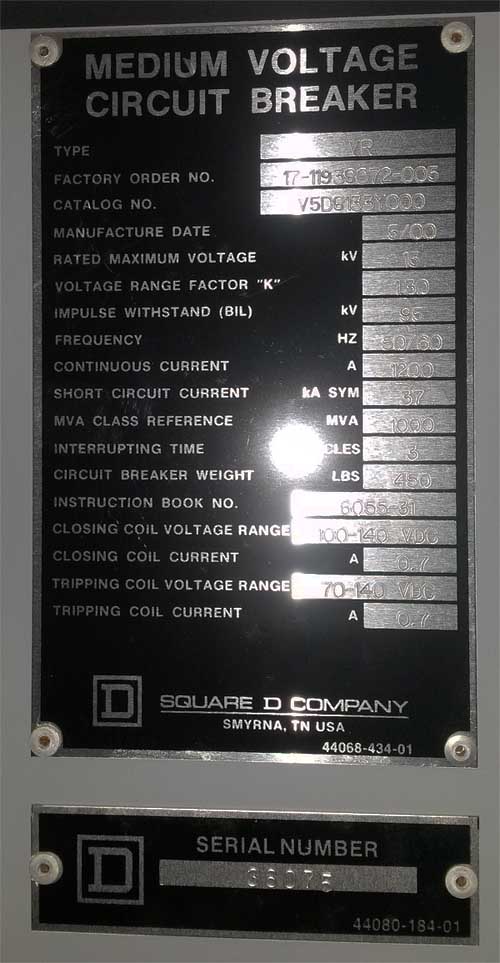 MEDIUM VOLTAGE
CIRCUIT BREAKER
TYPE VR
FACTORY ORDER NO.
CATALOG NO.
MANUFACTURE DATE 5/00
RATED MAXIMUM VOLTAGE kV 15
VOLTAGE RANGE FACTOR "K" 1.30
IMPULSE WITHSTAND (BIL) kV 95
FREQUENCY HZ 50/60
CONTINUOUS CURRENT A 1200
SHORT CIRCUIT CURRENT kA SYM 37
MVA CLASS REFERENCE MVA 1000
INTERRUPTING TIME CLES 3
CIRCUIT BREAKER WEIGHT LBS 450
INSTRUCTION BOOK NO. 6055-31
CLOSING COIL VOLTAGE RANGE 100-140 VDC
CLOSING COIL CURRENT A 0.7
TRIPPING COIL VOLTAGE RANGE 70-140 VDC
TRIPPING COIL CURRENT A 0.7
D SQUARE D COMPANY
SMYRNA, TN USA
44068-434-01
D SERIAL NUMBER
36075
44080-184-01